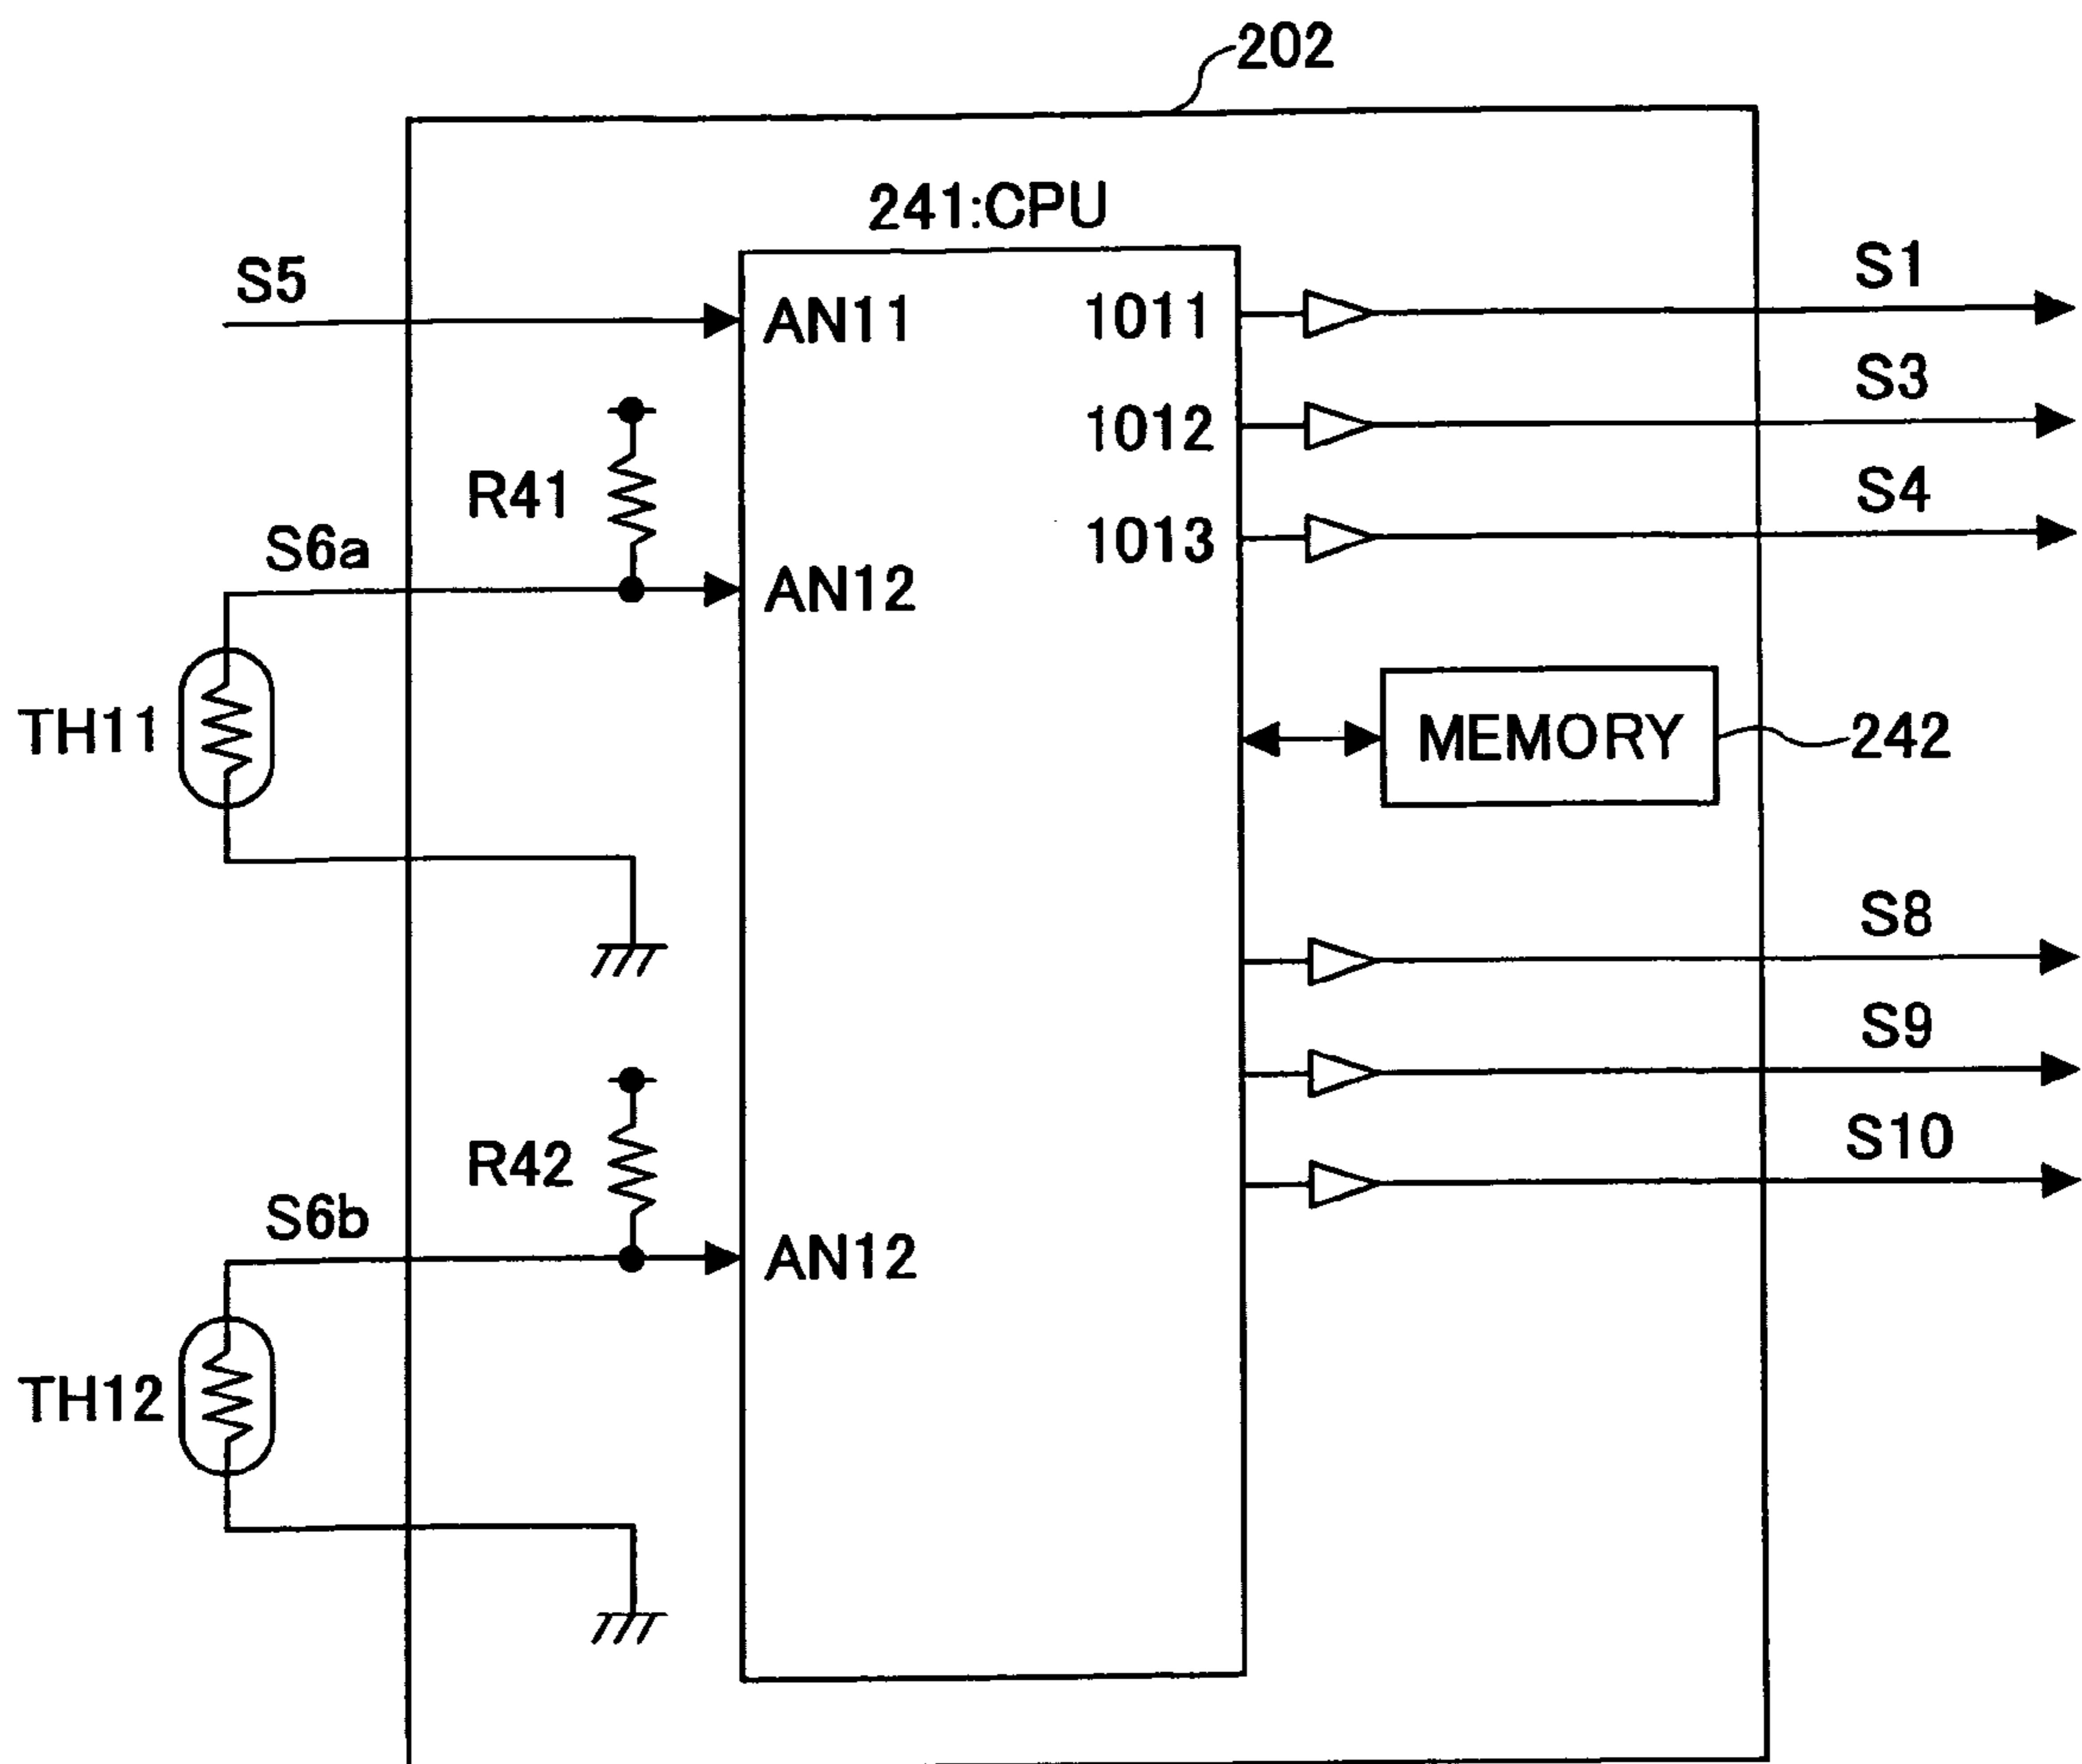 202
241:CPU
S5
AN11
1011
S1
1012
S3
R41
1013
S4
S6a
AN12
TH11
MEMORY
242
S8
S9
R42
S10
S6b
AN12
TH12